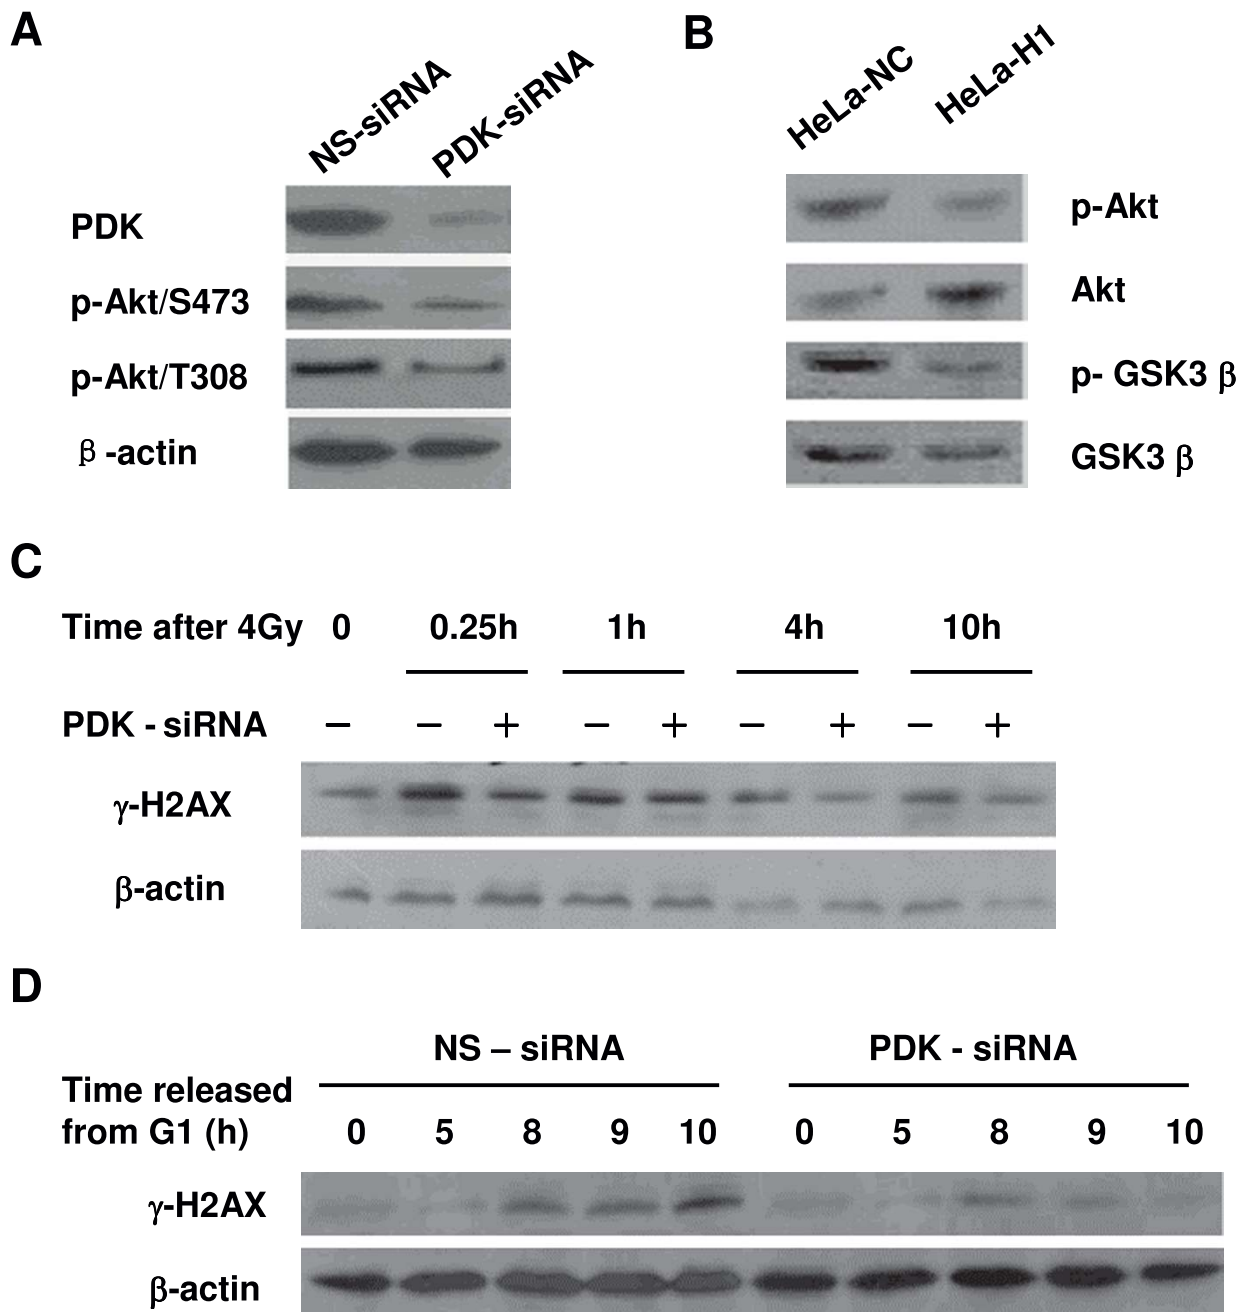 A
NS-siRNA PDK-siRNA
PDK
p-Akt/S473
p-Akt/T308
β -actin
B
HeLa-NC HeLa-H1
p-Akt
Akt
p- GSK3 β
GSK3 β
C
Time after 4Gy 0 0.25h 1h 4h 10h
PDK - siRNA − − + − + − + − +
γ-H2AX
β-actin
D
NS – siRNA PDK - siRNA
Time released
from G1 (h) 0 5 8 9 10 0 5 8 9 10
γ-H2AX
β-actin